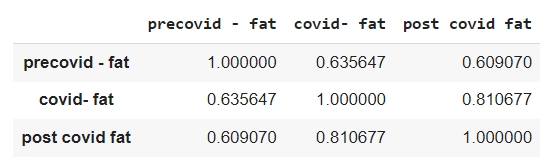 precovid - fat covid- fat post covid fat
precovid - fat 1.000000 0.635647 0.609070
covid- fat 0.635647 1.000000 0.810677
post covid fat 0.609070 0.810677 1.000000